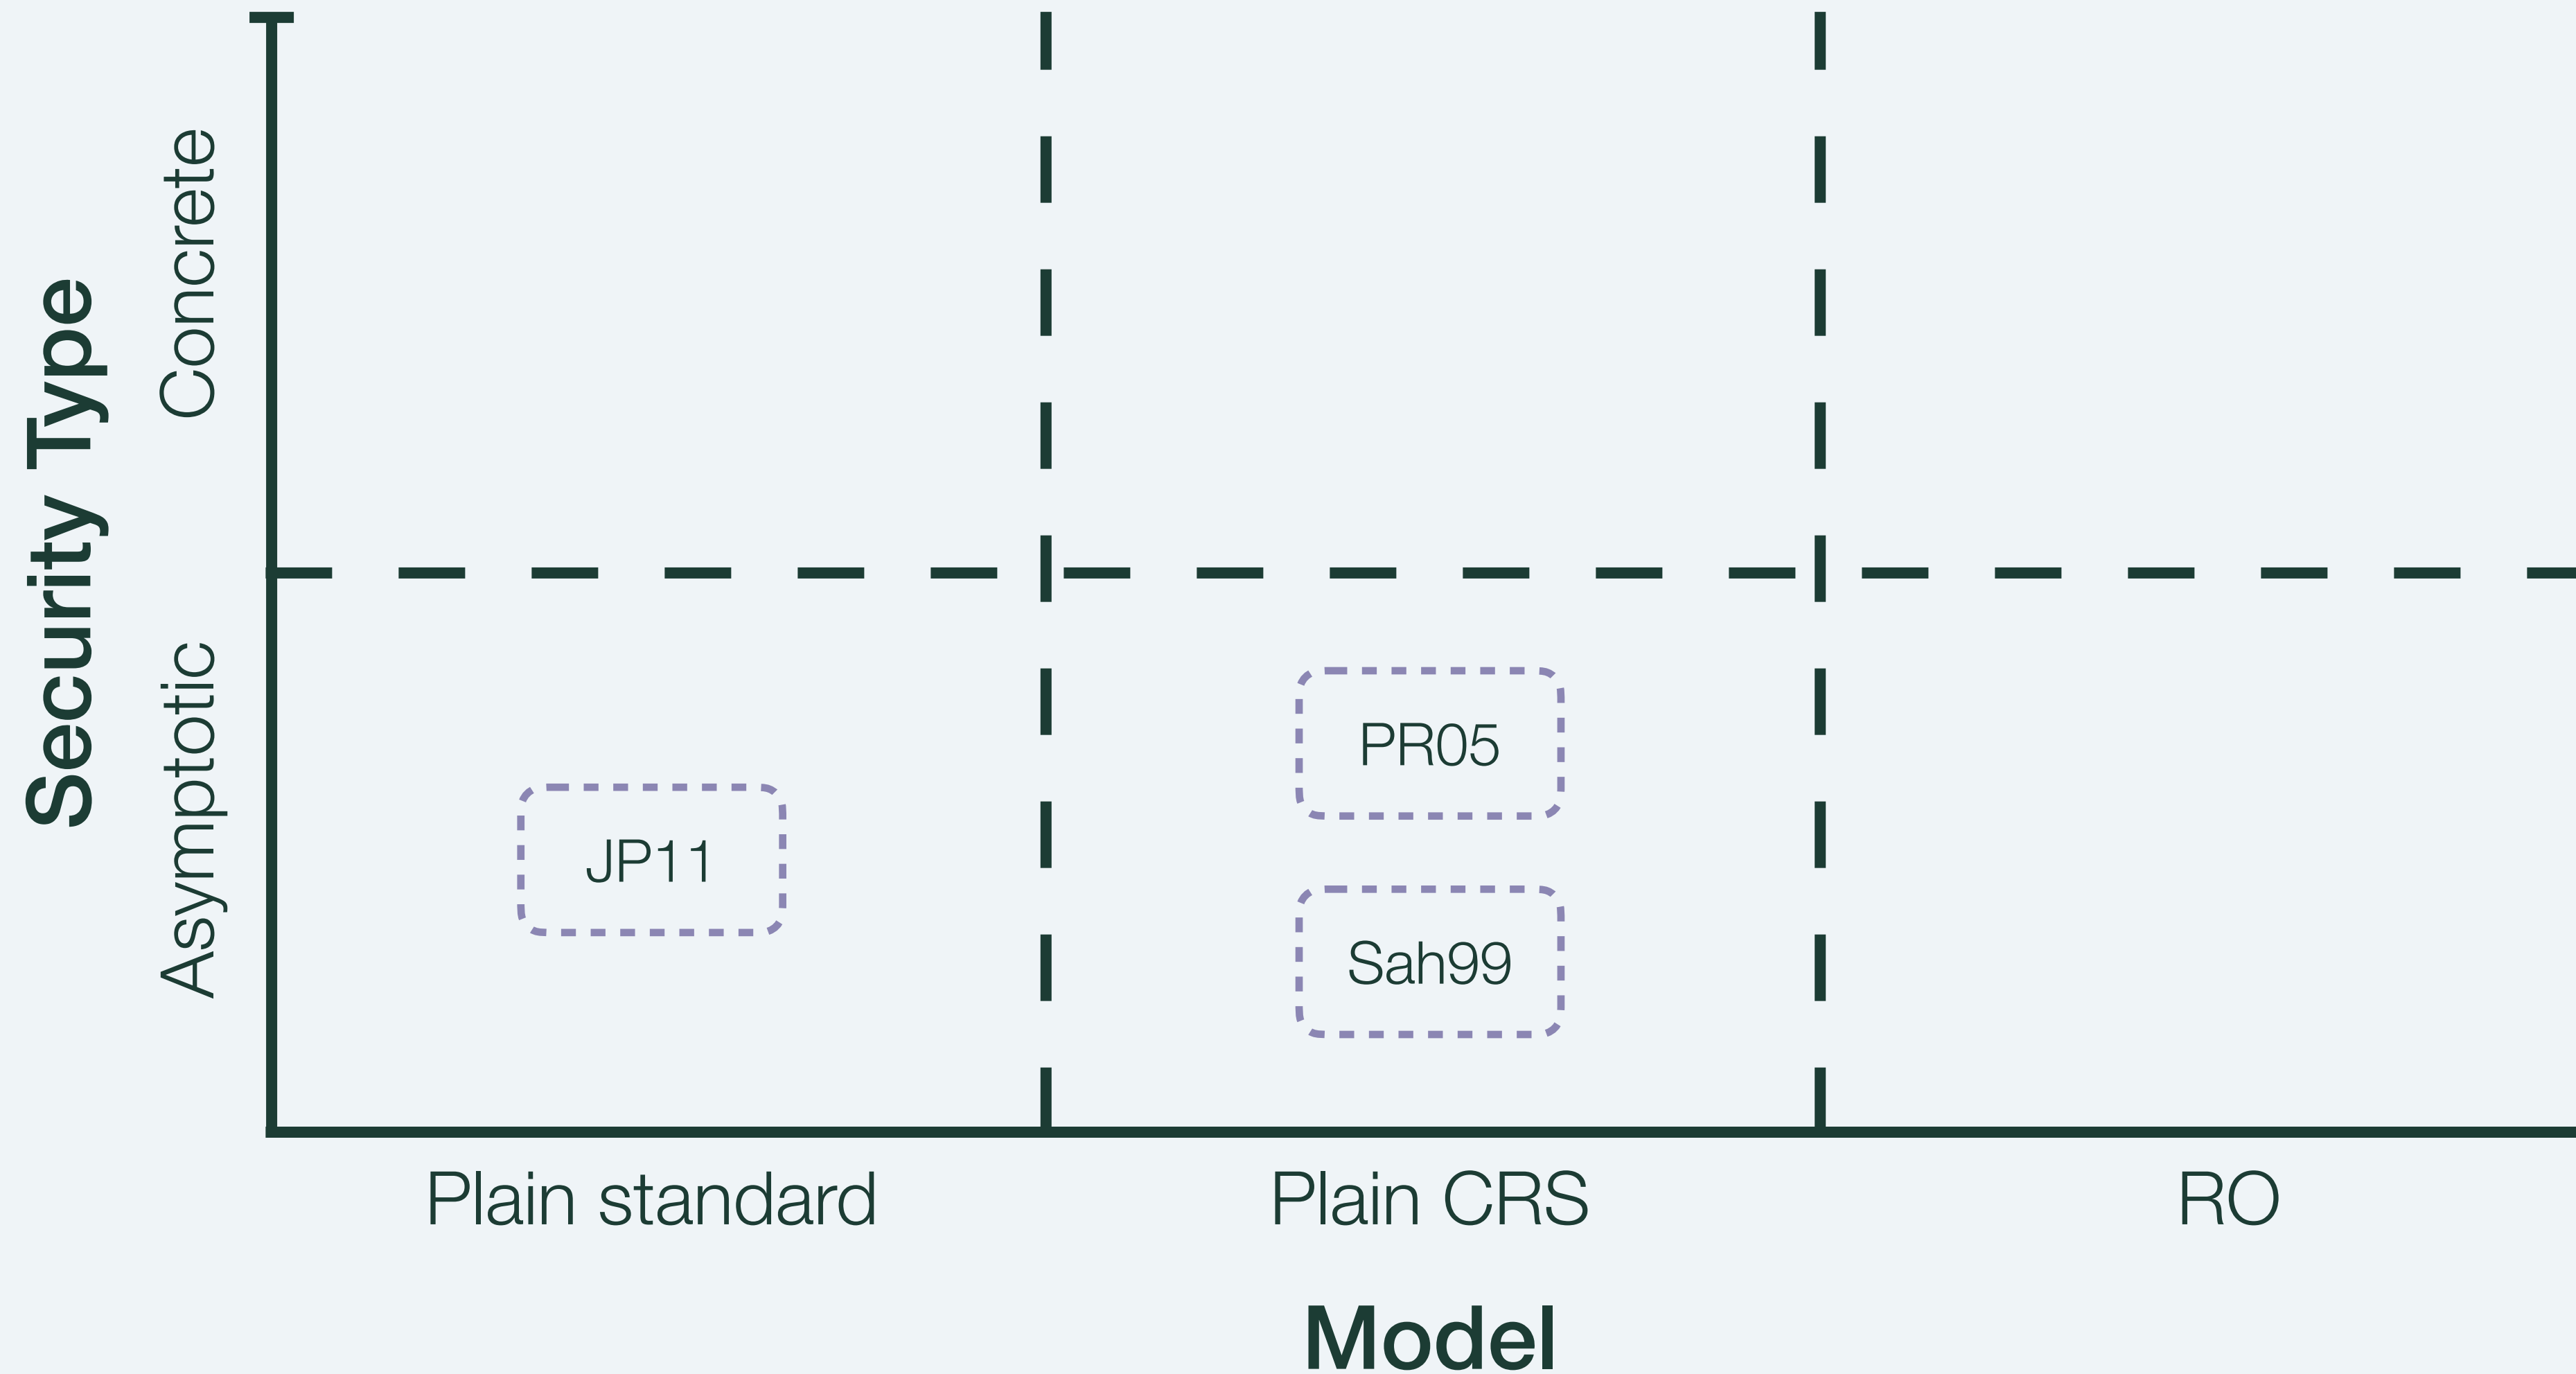 Security Type
Concrete
Asymptotic
PR05
JP11
Sah99
Plain standard
Plain CRS
RO
Model